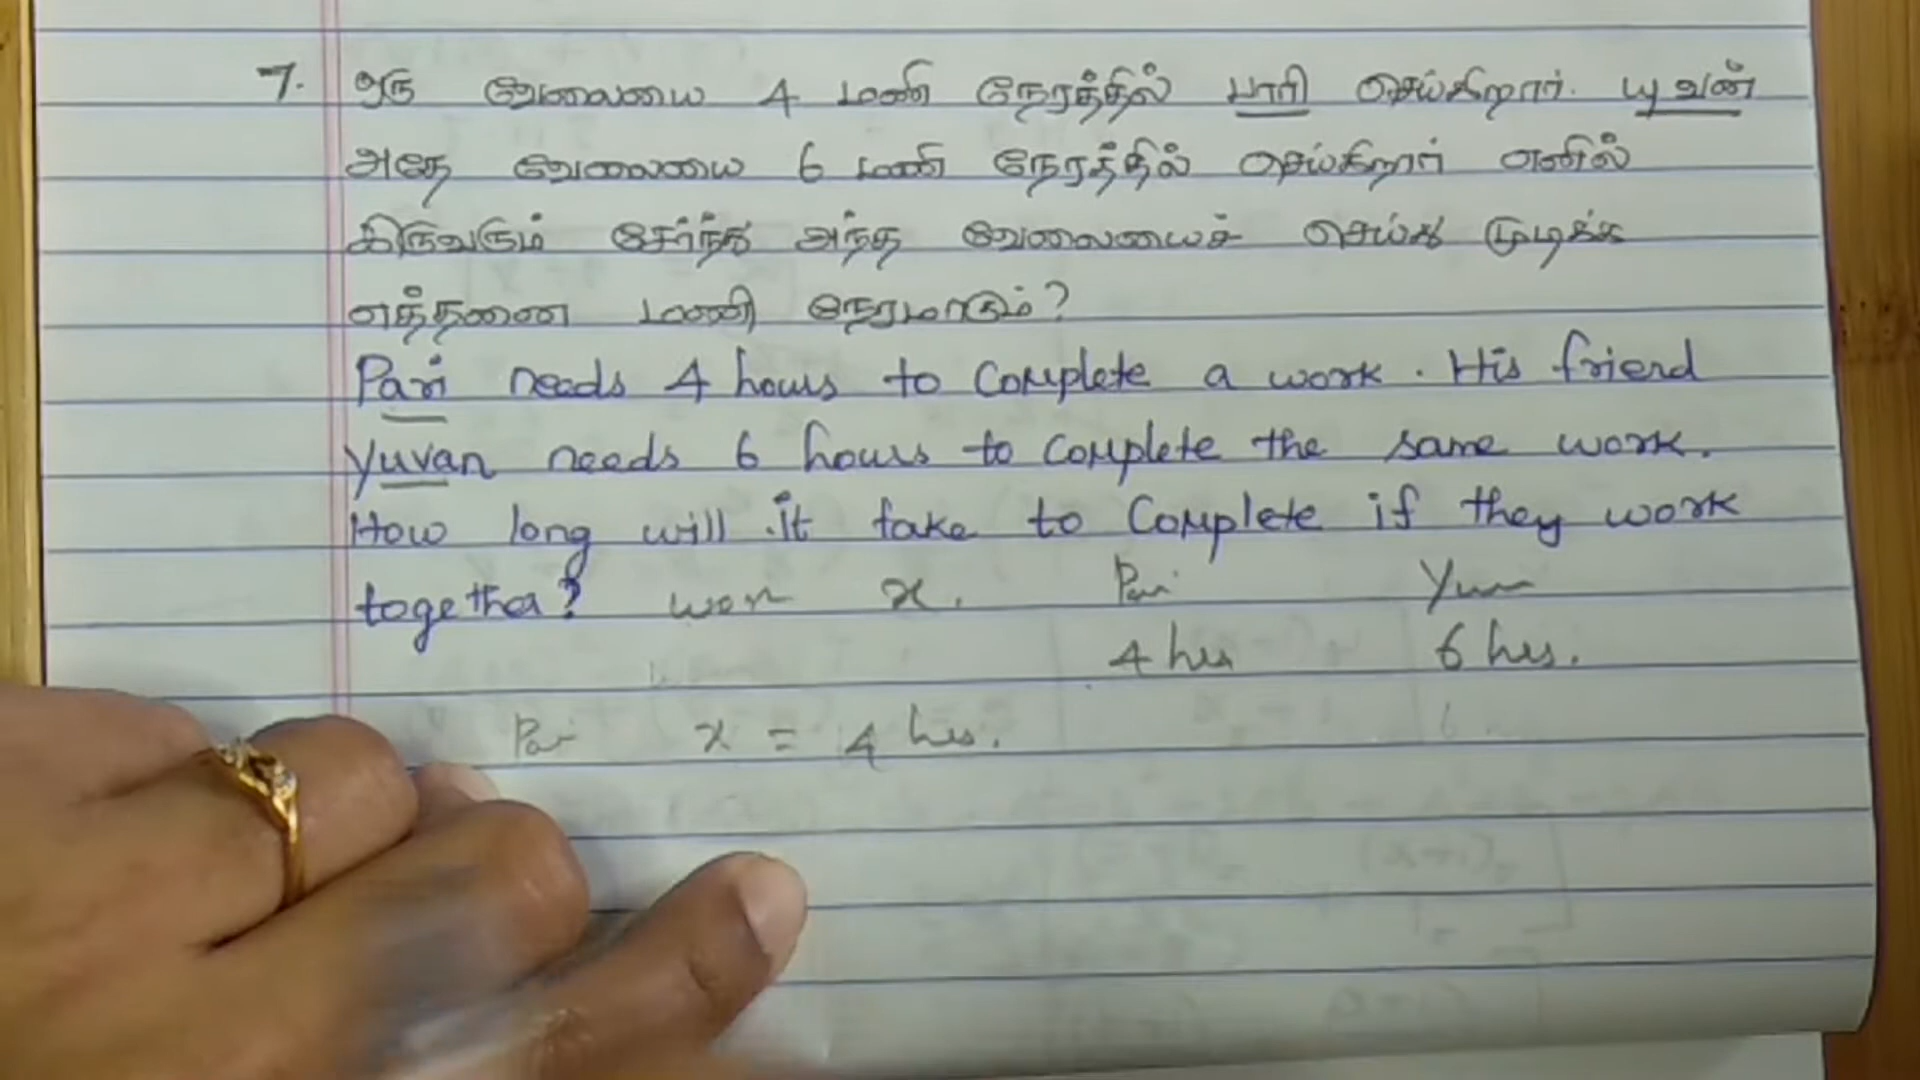 7. ஒரு வேலையை 4 மணி நேரத்தில் பாரி செய்கிறார். யுவன்
அதே வேலையை 6 மணி நேரத்தில் செய்கிறார் எனில்
இருவரும் சேர்ந்து அந்த வேலையைச் செய்து முடிக்க
எத்தனை மணி நேரமாகும்?
Pari needs 4 hours to complete a work. His friend
Yuvan needs 6 hours to complete the same work.
How long will it take to complete if they work
together? work x. Pari Yuvan
4 hrs 6 hrs.
Pari x = 4 hrs.